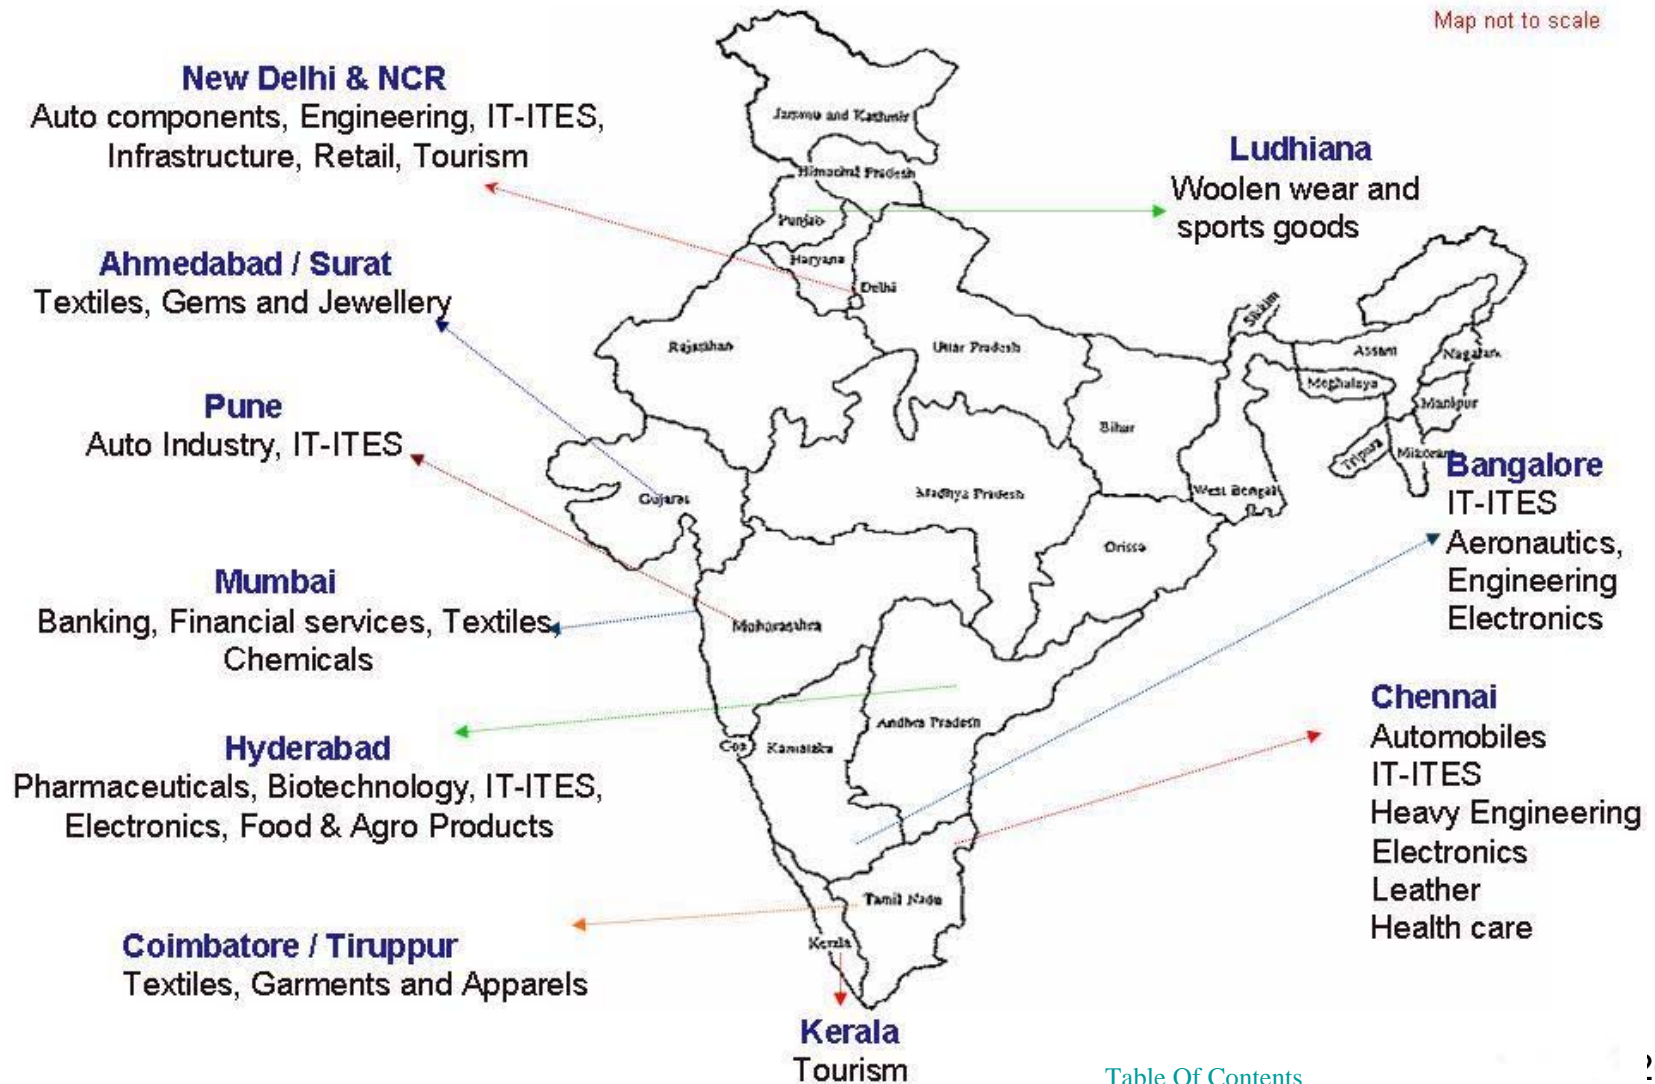 Map not to scale
New Delhi & NCR
Auto components, Engineering, IT-ITES,
Infrastructure, Retail, Tourism
Ludhiana
Woolen wear and
sports goods
Ahmedabad / Surat
Textiles, Gems and Jewellery
Pune
Auto Industry, IT-ITES
Mumbai
Banking, Financial services, Textiles,
Chemicals
Hyderabad
Pharmaceuticals, Biotechnology, IT-ITES,
Electronics, Food & Agro Products
Coimbatore / Tiruppur
Textiles, Garments and Apparels
Kerala
Tourism
Bangalore
IT-ITES
Aeronautics,
Engineering
Electronics
Chennai
Automobiles
IT-ITES
Heavy Engineering
Electronics
Leather
Health care
Jammu and Kashmir
Himachal Pradesh
Punjab
Haryana
Delhi
Rajasthan
Uttar Pradesh
Sikkim
Assam
Nagalan
Meghalaya
Manipur
Tripura
Mizoram
Bihar
West Bengal
Gujarat
Madhya Pradesh
Orissa
Maharashtra
Andhra Pradesh
Goa
Karnataka
Tamil Nadu
Kerala
Table Of Contents